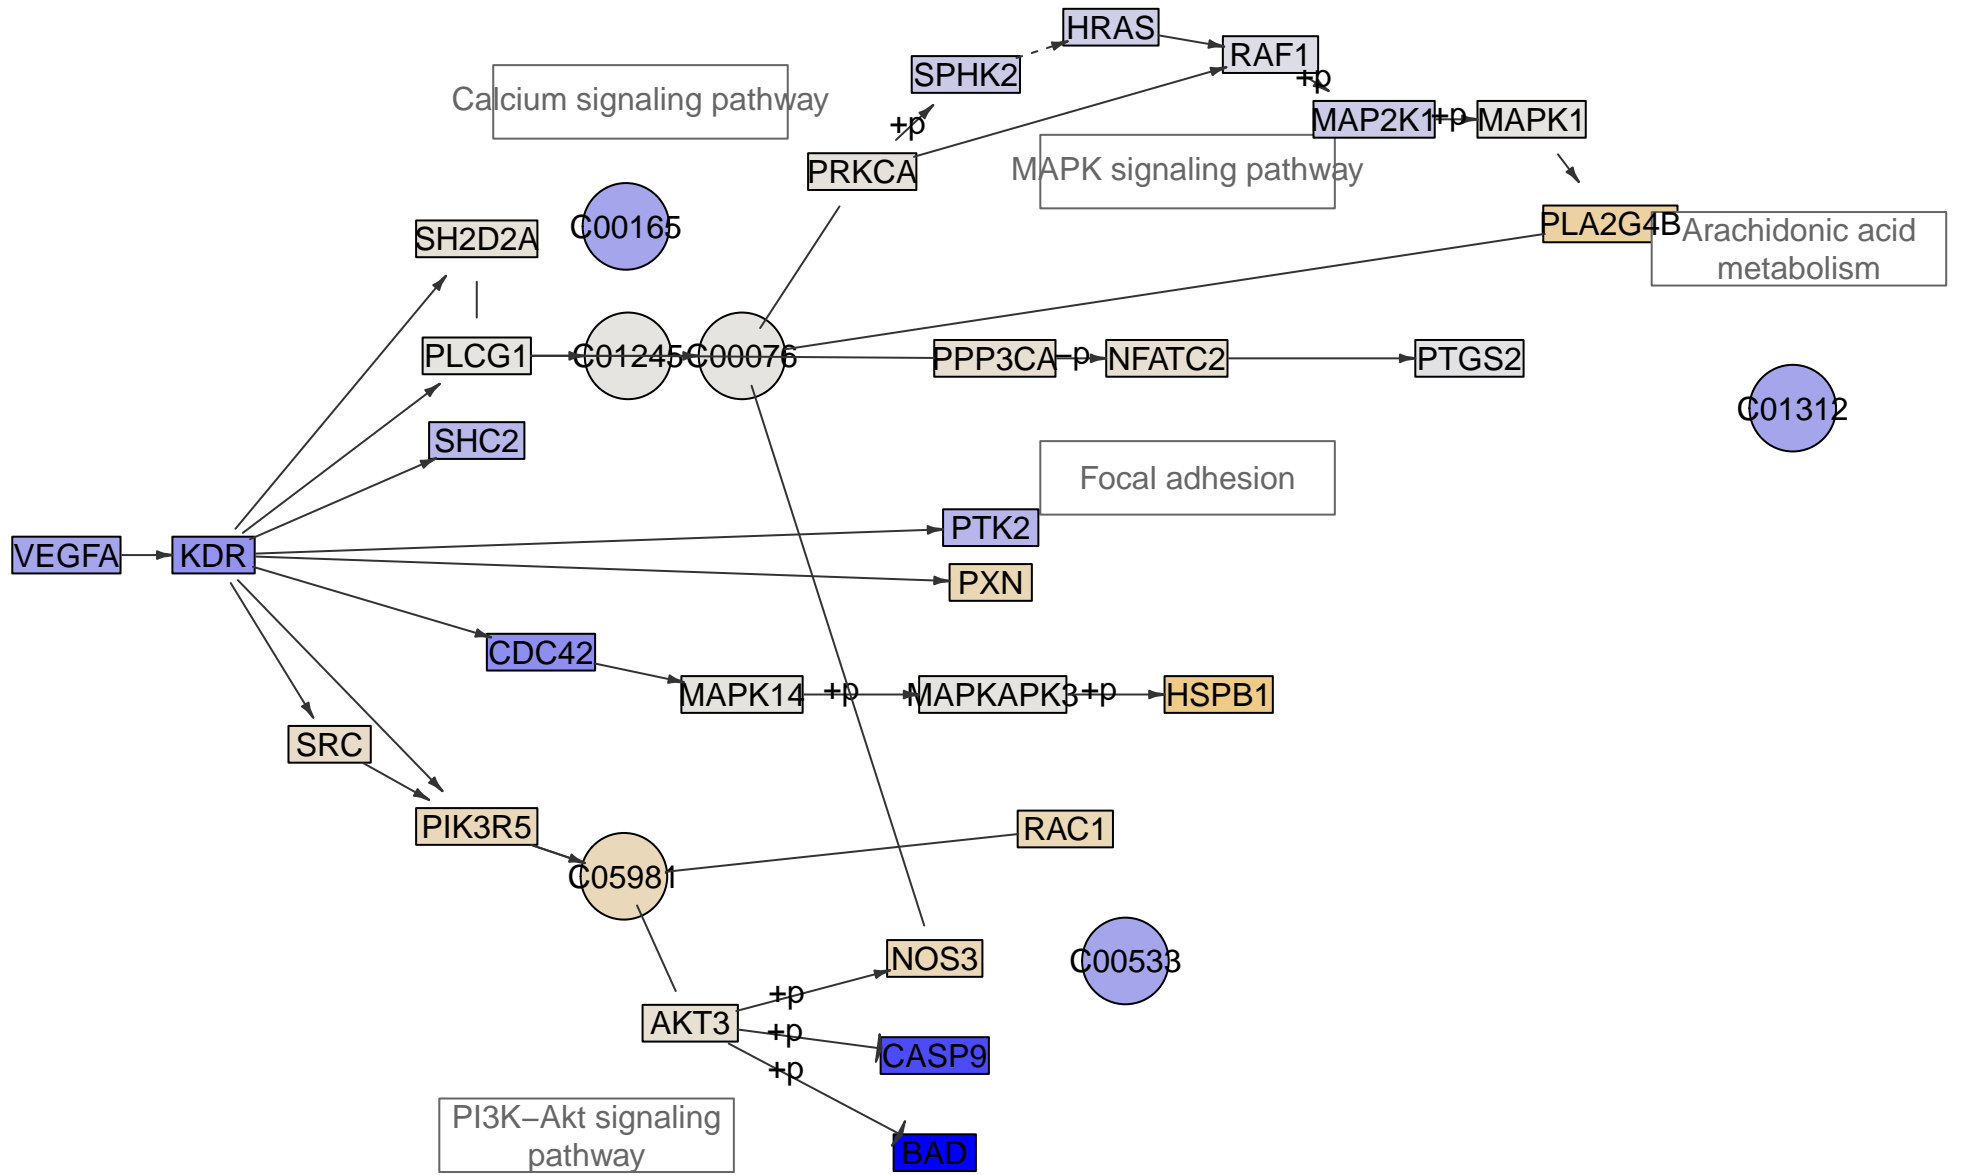 HRAS
RAF1
SPHK2
+p
Calcium signaling pathway
+p
MAP2K1
+p
MAPK1
PRKCA
MAPK signaling pathway
C00165
SH2D2A
PLA2G4B
Arachidonic acid
metabolism
PLCG1
C01245
C00076
PPP3CA
−p
NFATC2
PTGS2
C01312
SHC2
Focal adhesion
PTK2
VEGFA
KDR
PXN
CDC42
MAPK14
+p
MAPKAPK3
+p
HSPB1
SRC
PIK3R5
RAC1
C05981
NOS3
C00533
+p
AKT3
+p
CASP9
+p
PI3K−Akt signaling
pathway
BAD